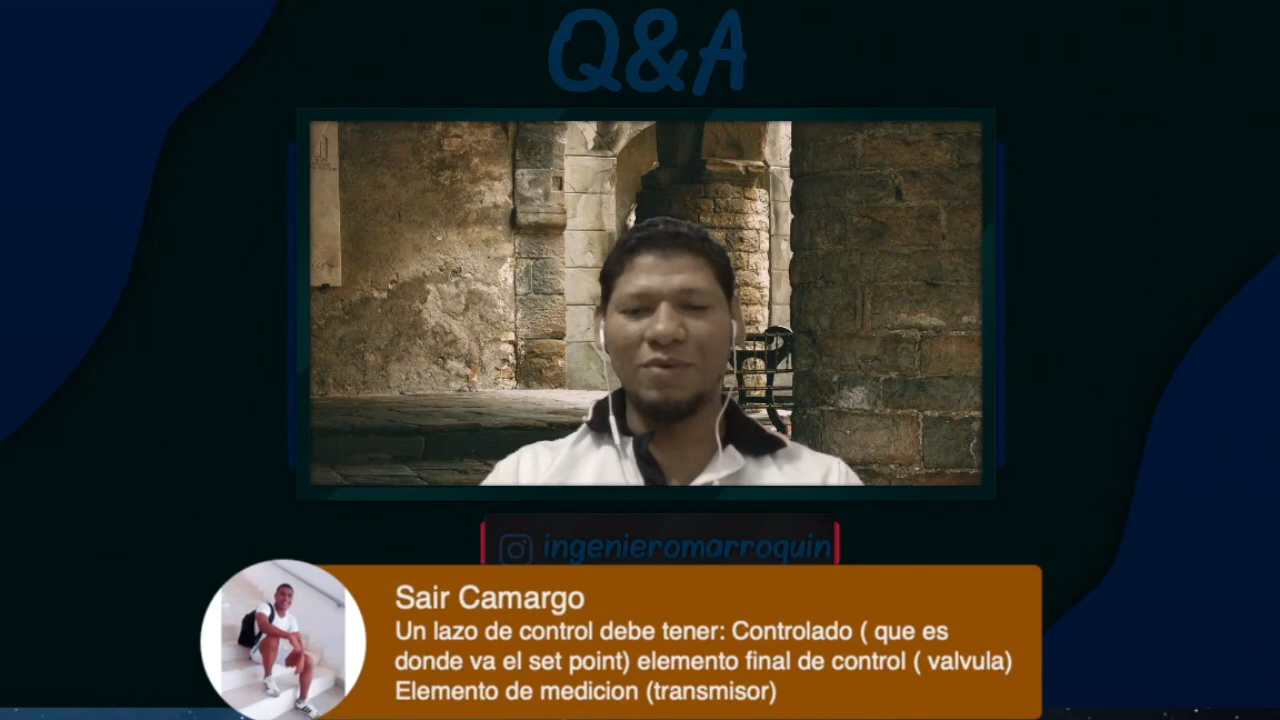 Q&A
ingenieromarroquin
Sair Camargo
Un lazo de control debe tener: Controlado ( que es
donde va el set point) elemento final de control ( valvula)
Elemento de medicion (transmisor)